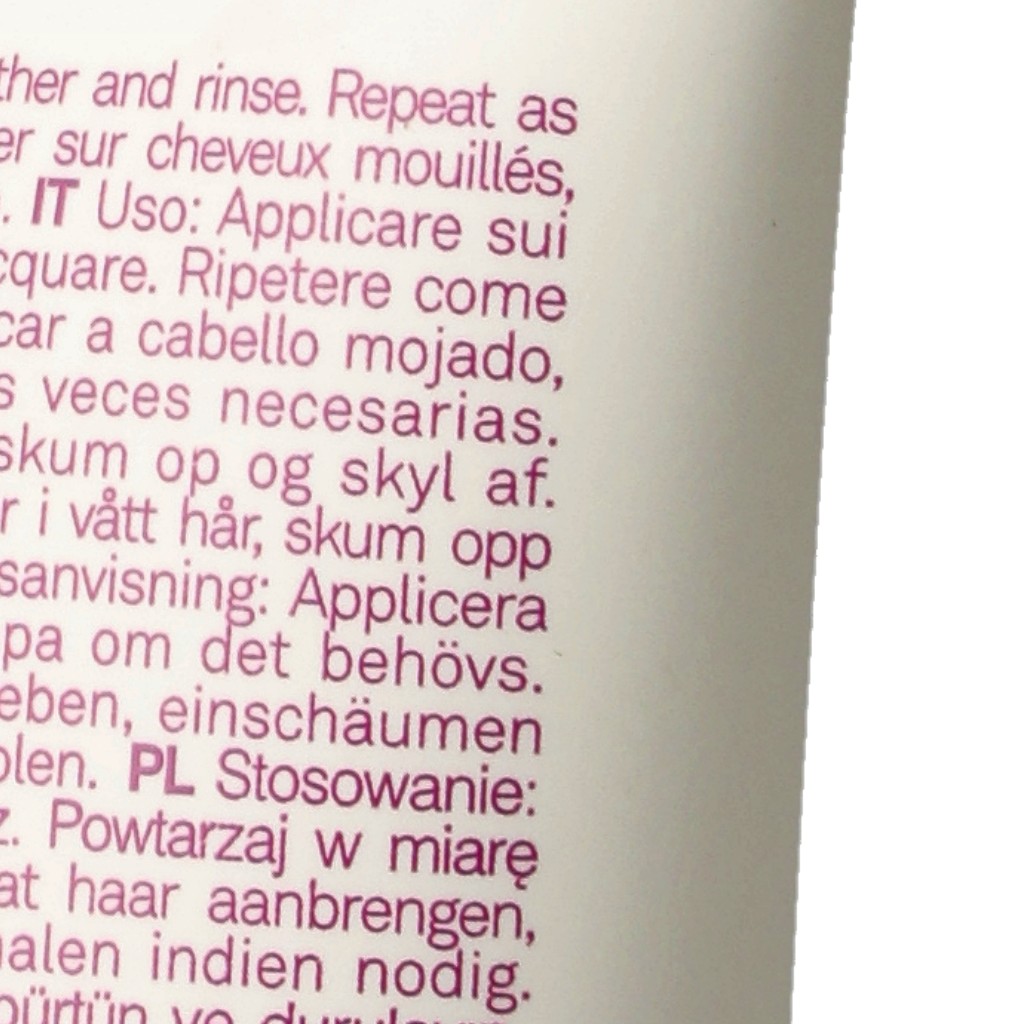 ther and rinse. Repeat as
er sur cheveux mouillés,
. IT Uso: Applicare sui
cquare. Ripetere come
car a cabello mojado,
s veces necesarias.
skum op og skyl af.
r i vått hår, skum opp
sanvisning: Applicera
pa om det behövs.
eben, einschäumen
olen. PL Stosowanie:
z. Powtarzaj w miarę
at haar aanbrengen,
halen indien nodig.